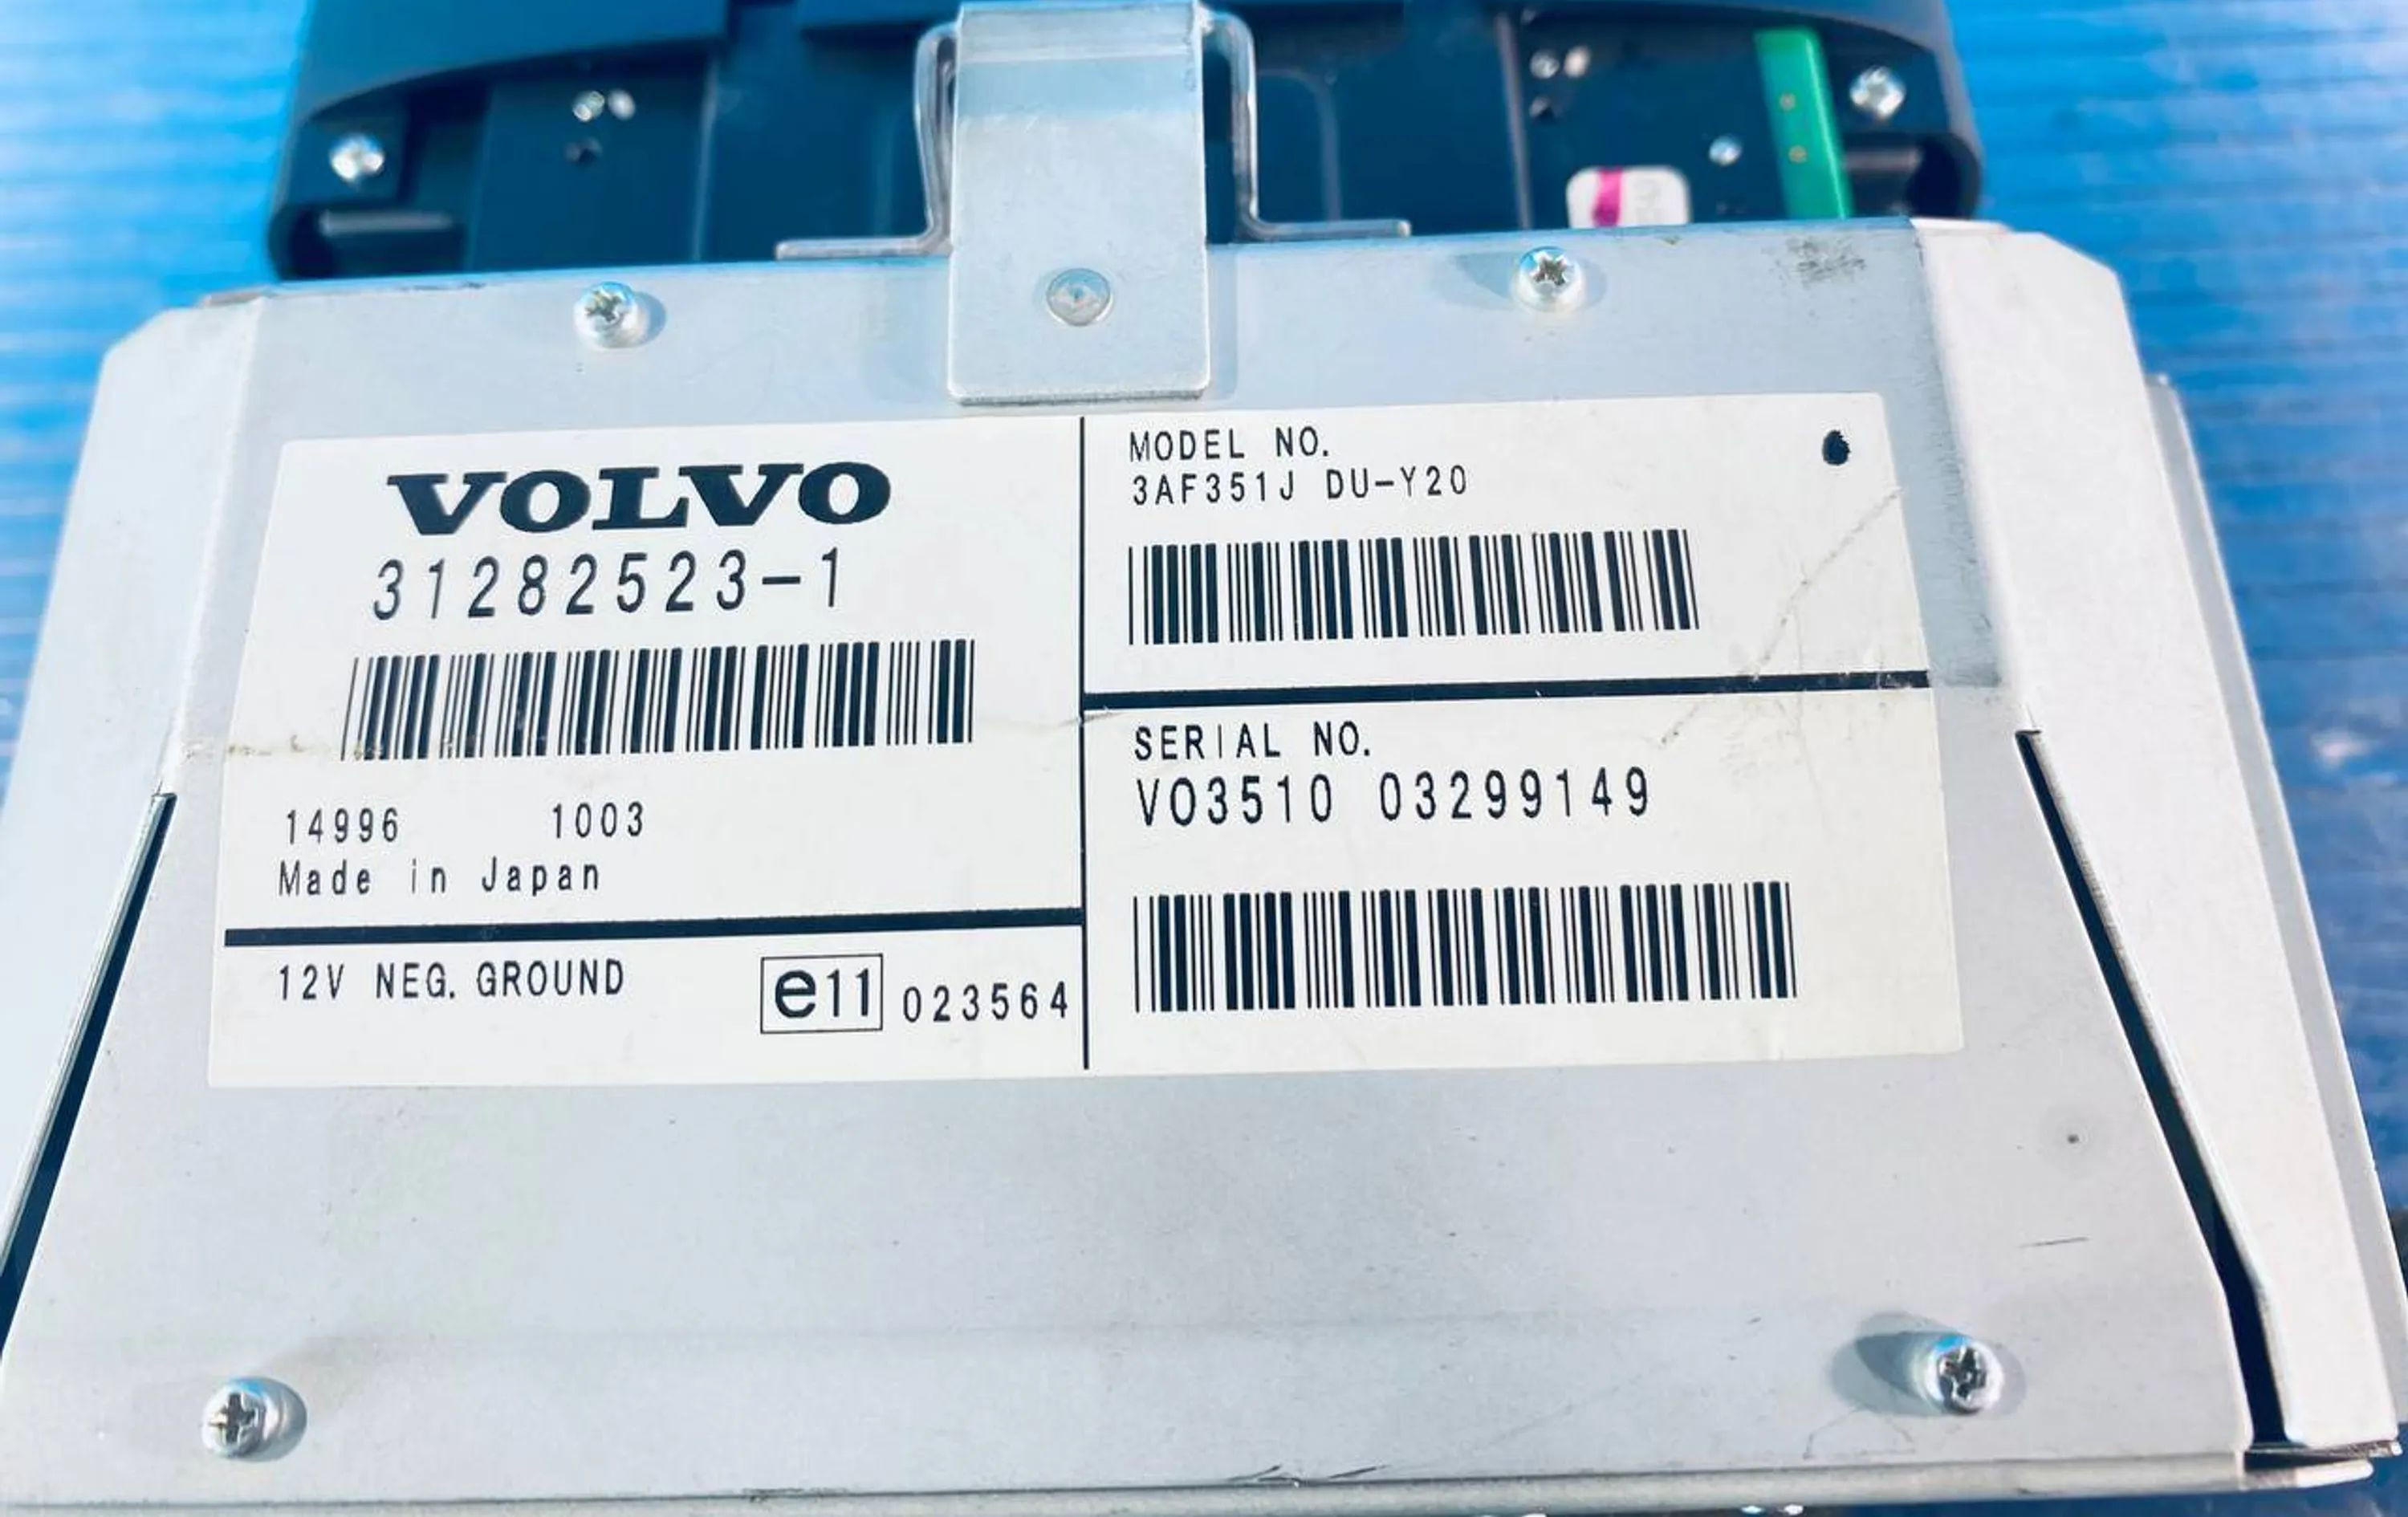 VOLVO
31282523-1
14996 1003
Made in Japan
12V NEG. GROUND
e11 023564
MODEL NO.
3AF351J DU-Y20
SERIAL NO.
VO3510 03299149